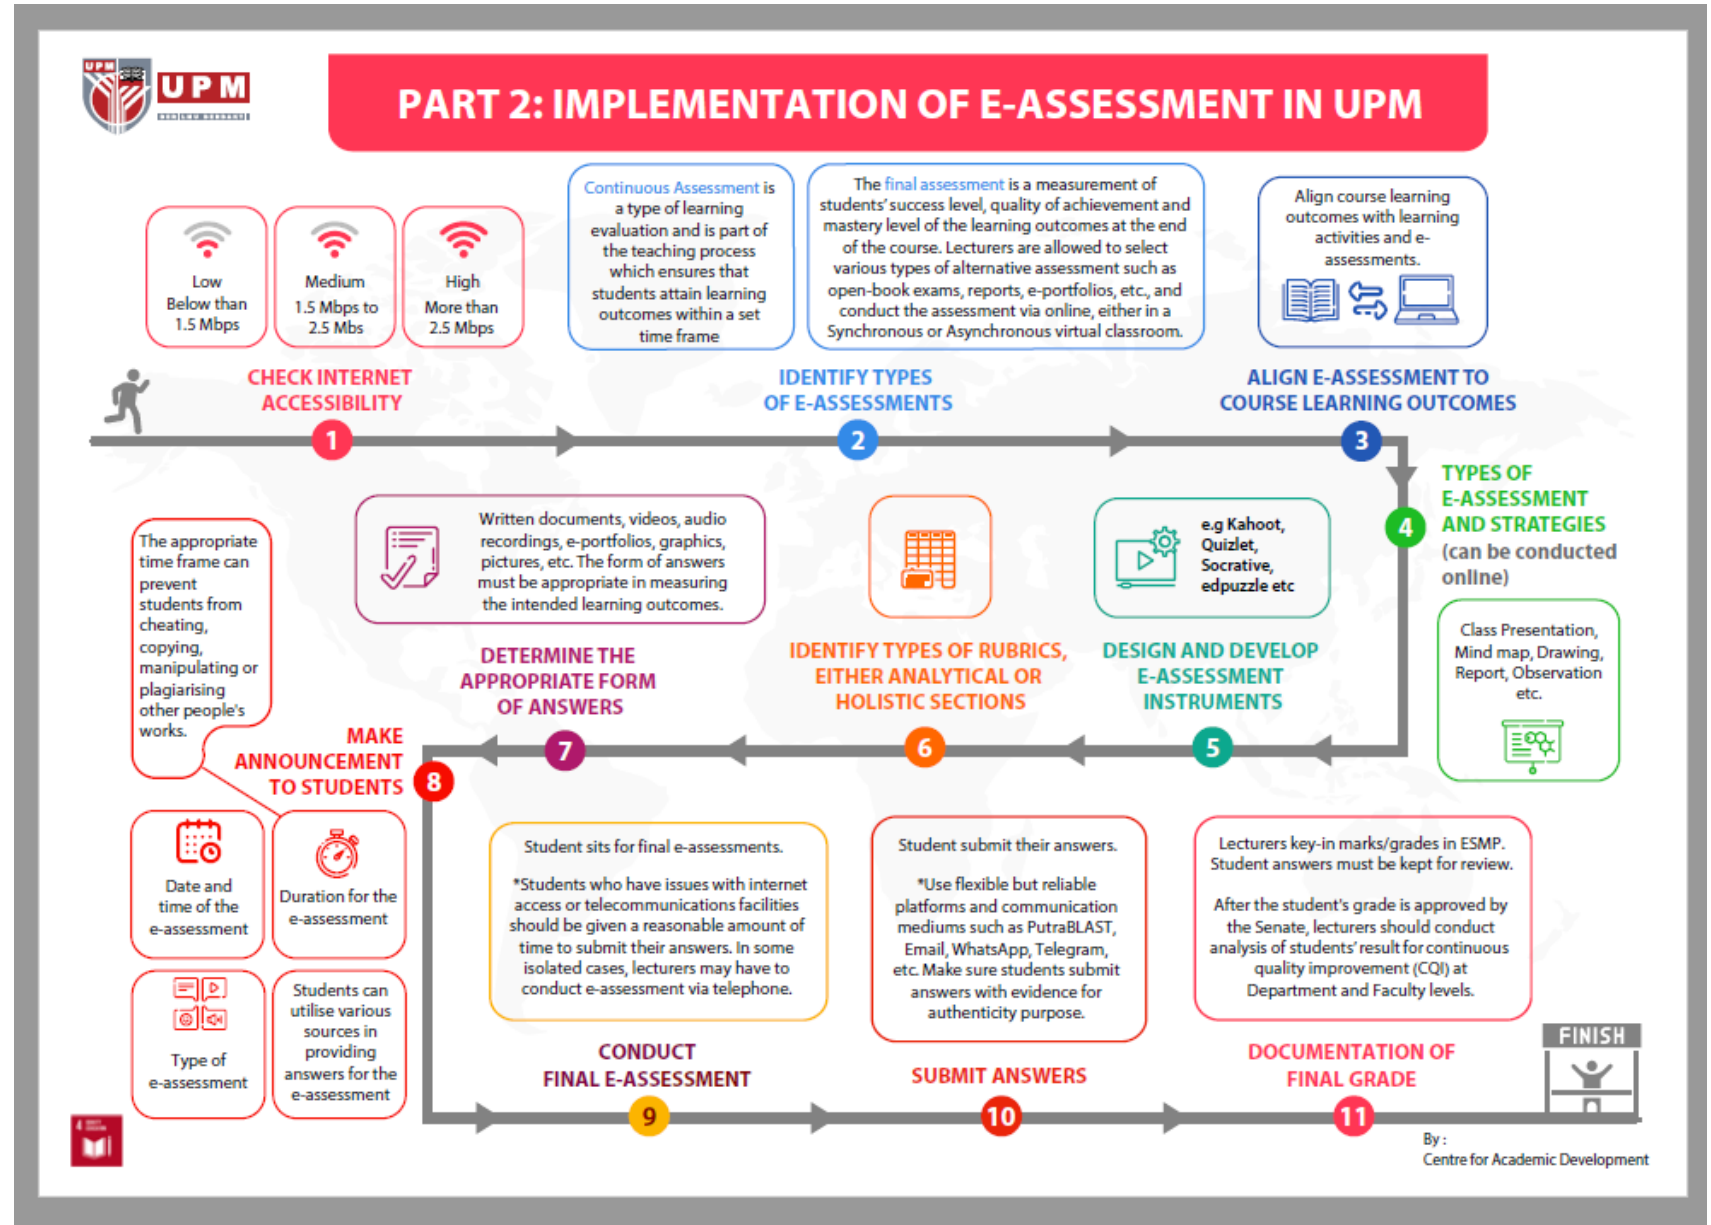 UPM
UPM
PART 2: IMPLEMENTATION OF E-ASSESSMENT IN UPM
Low
Below than
1.5 Mbps
Medium
1.5 Mbps to
2.5 Mbs
High
More than
2.5 Mbps
CHECK INTERNET
ACCESSIBILITY
1
Continuous Assessment is
a type of learning
evaluation and is part of
the teaching process
which ensures that
students attain learning
outcomes within a set
time frame
The final assessment is a measurement of
students' success level, quality of achievement and
mastery level of the learning outcomes at the end
of the course. Lecturers are allowed to select
various types of alternative assessment such as
open-book exams, reports, e-portfolios, etc., and
conduct the assessment via online, either in a
Synchronous or Asynchronous virtual classroom.
IDENTIFY TYPES
OF E-ASSESSMENTS
2
Align course learning
outcomes with learning
activities and e-
assessments.
ALIGN E-ASSESSMENT TO
COURSE LEARNING OUTCOMES
3
4
TYPES OF
E-ASSESSMENT
AND STRATEGIES
(can be conducted
online)
Class Presentation,
Mind map, Drawing,
Report, Observation
etc.
e.g Kahoot,
Quizlet,
Socrative,
edpuzzle etc
DESIGN AND DEVELOP
E-ASSESSMENT
INSTRUMENTS
5
IDENTIFY TYPES OF RUBRICS,
EITHER ANALYTICAL OR
HOLISTIC SECTIONS
6
Written documents, videos, audio
recordings, e-portfolios, graphics,
pictures, etc. The form of answers
must be appropriate in measuring
the intended learning outcomes.
DETERMINE THE
APPROPRIATE FORM
OF ANSWERS
7
MAKE
ANNOUNCEMENT
TO STUDENTS
8
The appropriate
time frame can
prevent
students from
cheating,
copying,
manipulating or
plagiarising
other people's
works.
Date and
time of the
e-assessment
Duration for the
e-assessment
Type of
e-assessment
Students can
utilise various
sources in
providing
answers for the
e-assessment
Student sits for final e-assessments.
*Students who have issues with internet
access or telecommunications facilities
should be given a reasonable amount of
time to submit their answers. In some
isolated cases, lecturers may have to
conduct e-assessment via telephone.
CONDUCT
FINAL E-ASSESSMENT
9
Student submit their answers.
*Use flexible but reliable
platforms and communication
mediums such as PutraBLAST,
Email, WhatsApp, Telegram,
etc. Make sure students submit
answers with evidence for
authenticity purpose.
SUBMIT ANSWERS
10
Lecturers key-in marks/grades in ESMP.
Student answers must be kept for review.
After the student's grade is approved by
the Senate, lecturers should conduct
analysis of students' result for continuous
quality improvement (CQI) at
Department and Faculty levels.
DOCUMENTATION OF
FINAL GRADE
11
FINISH
4
By :
Centre for Academic Development